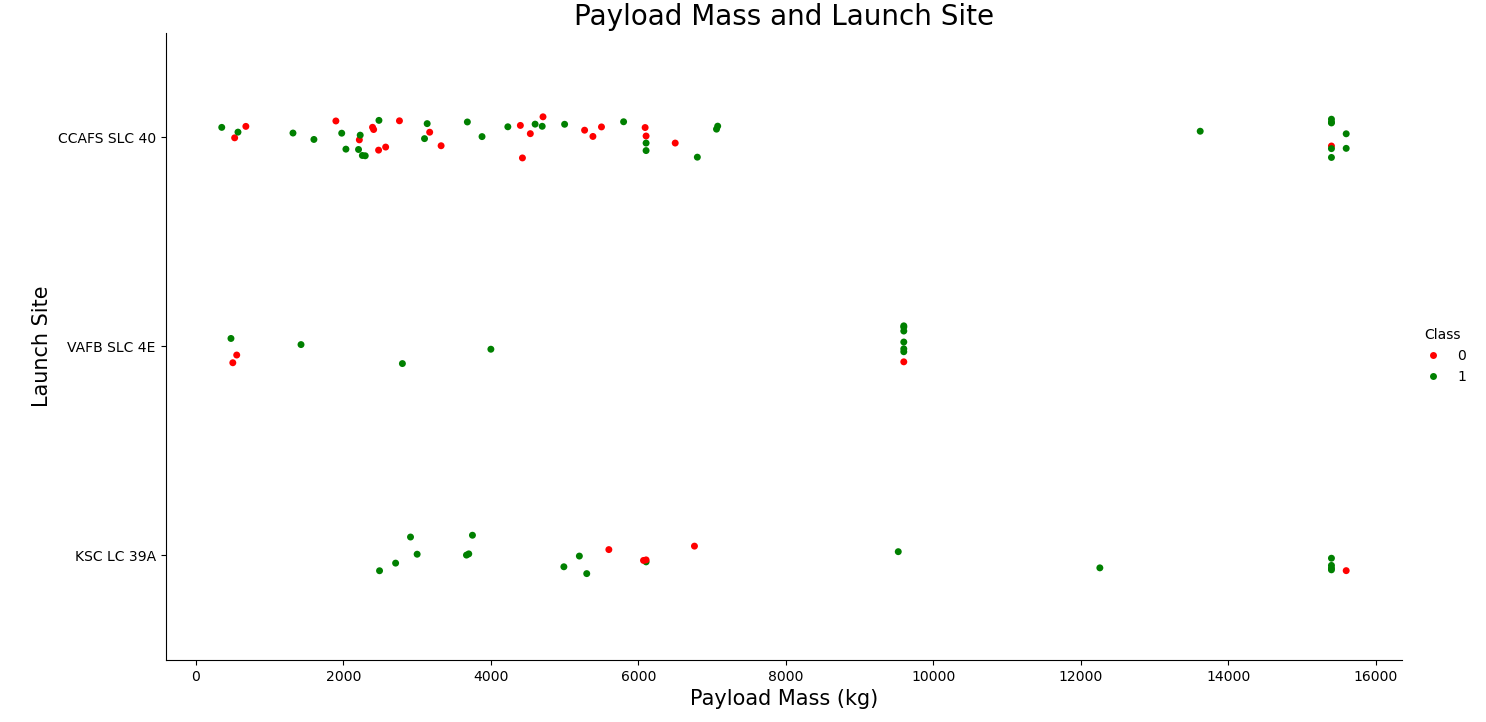 Payload Mass and Launch Site
Launch Site
CCAFS SLC 40
VAFB SLC 4E
KSC LC 39A
Class
0
1
0 2000 4000 6000 8000 10000 12000 14000 16000
Payload Mass (kg)